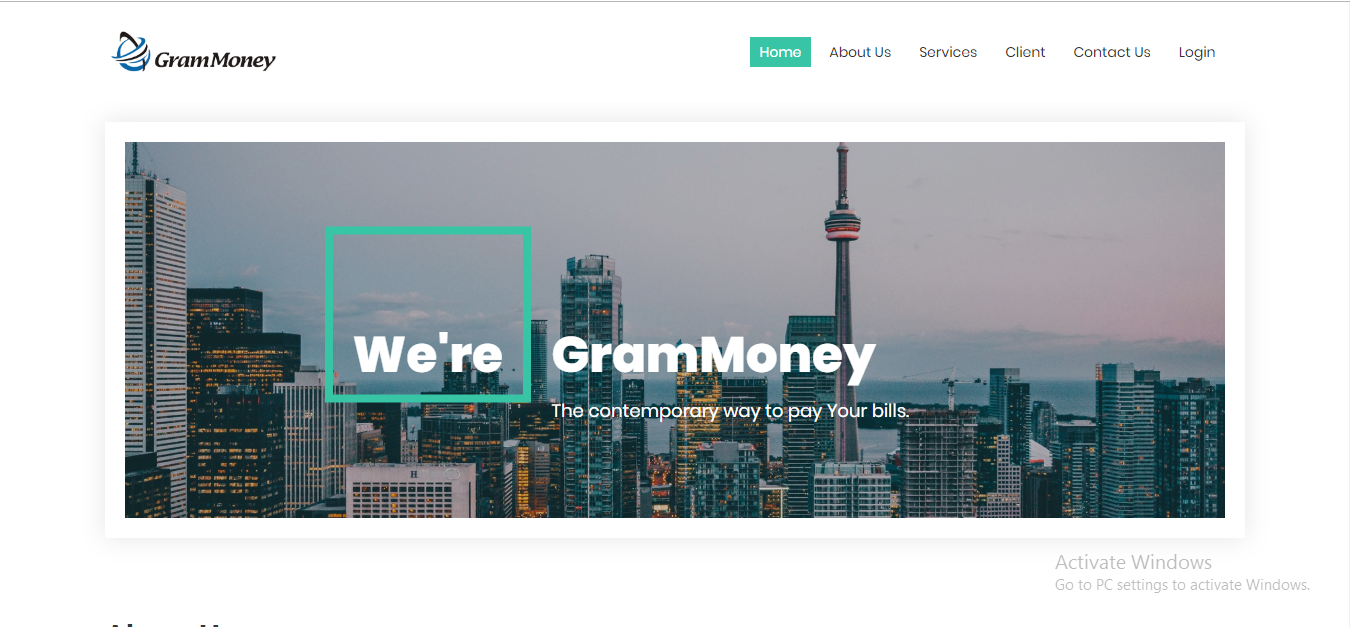 GramMoney
Home About Us Services Client Contact Us Login
We're GramMoney
The contemporary way to pay Your bills.
H
Activate Windows
Go to PC settings to activate Windows.